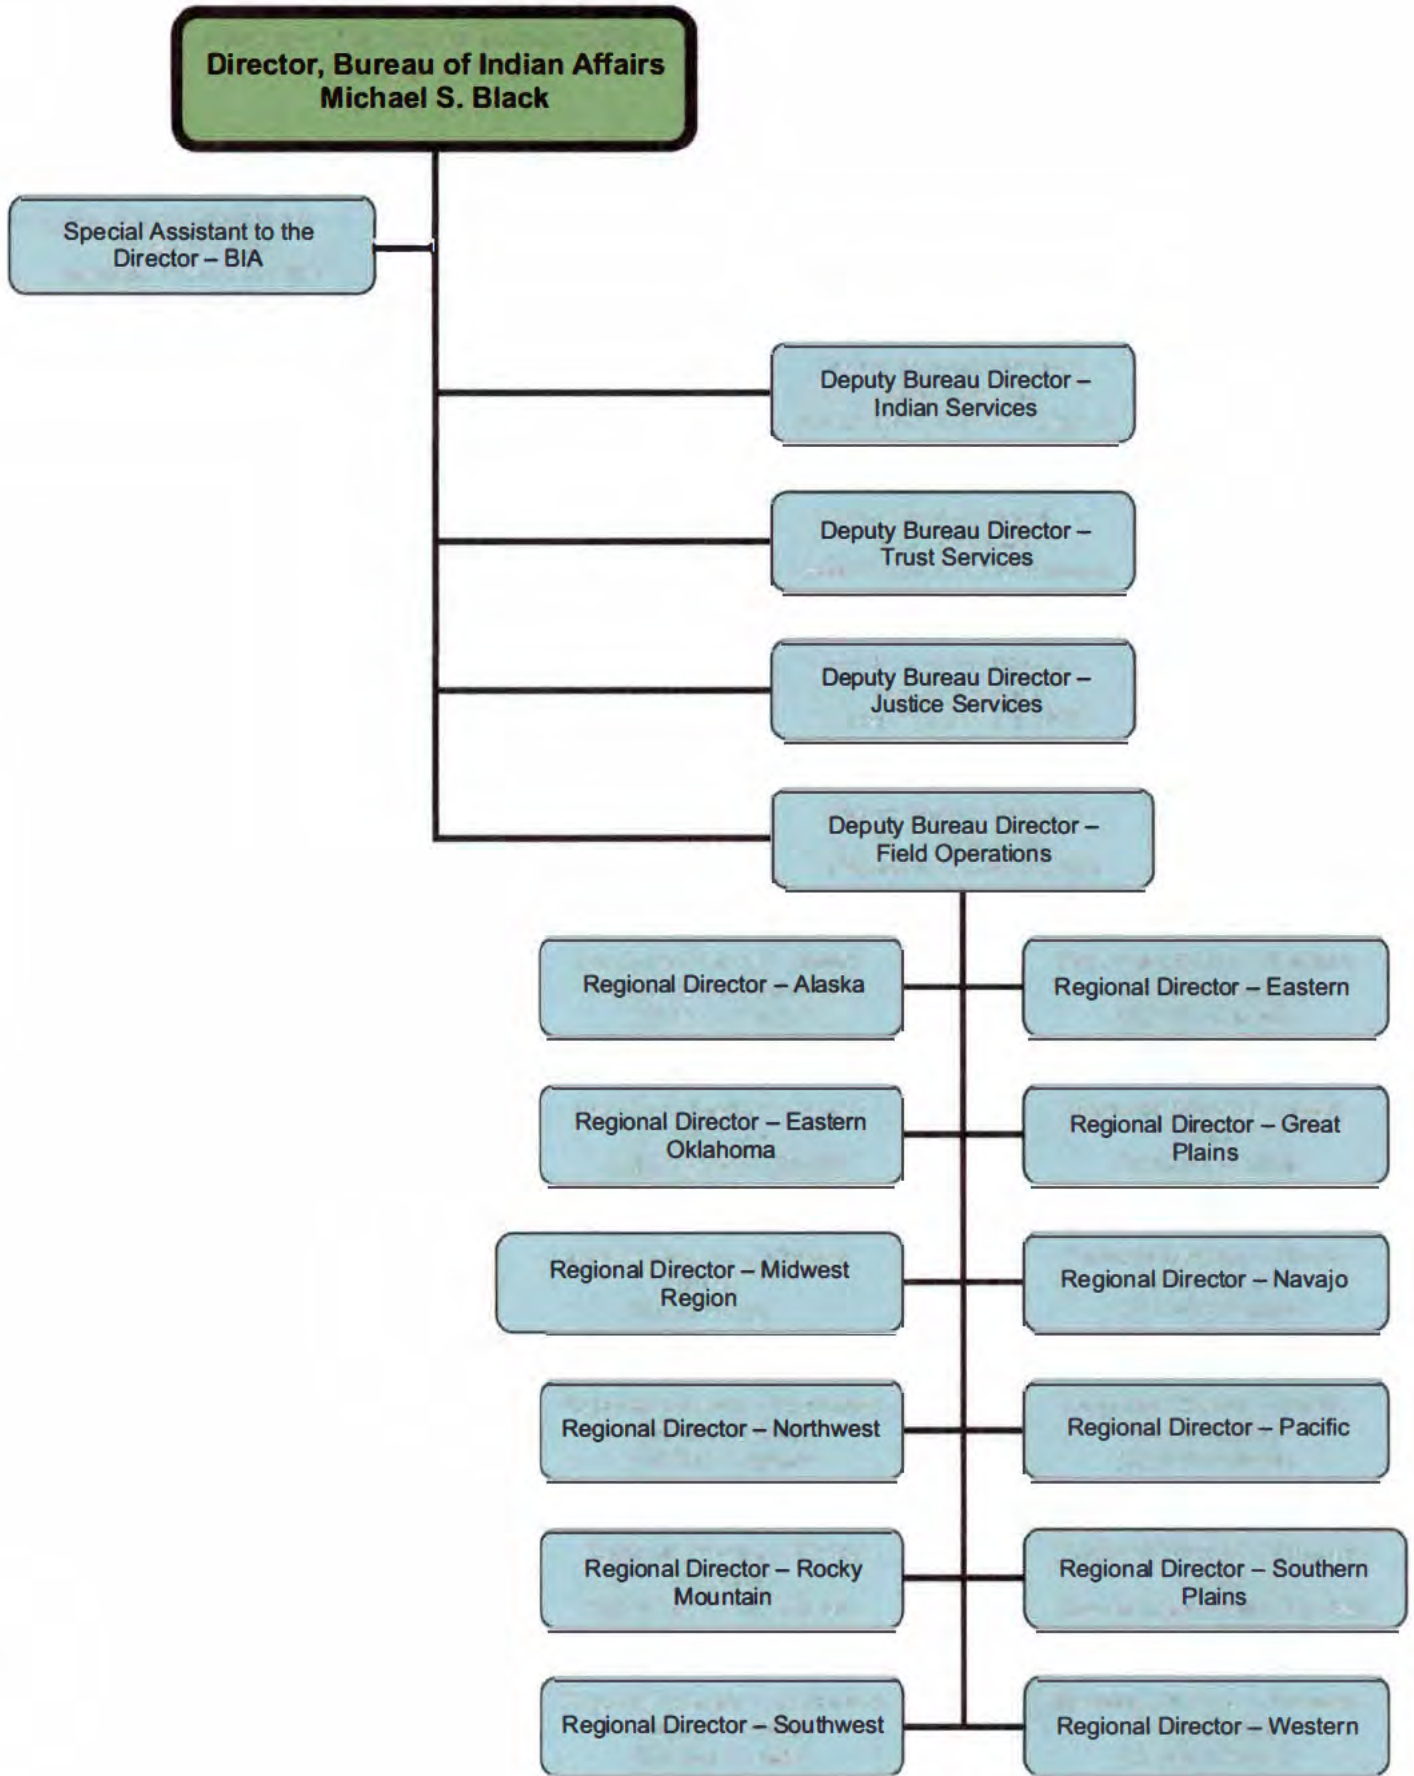 Director, Bureau of Indian Affairs
Michael S. Black
Special Assistant to the
Director – BIA
Deputy Bureau Director –
Indian Services
Deputy Bureau Director –
Trust Services
Deputy Bureau Director –
Justice Services
Deputy Bureau Director –
Field Operations
Regional Director – Alaska
Regional Director – Eastern
Regional Director – Eastern
Oklahoma
Regional Director – Great
Plains
Regional Director – Midwest
Region
Regional Director – Navajo
Regional Director – Northwest
Regional Director – Pacific
Regional Director – Rocky
Mountain
Regional Director – Southern
Plains
Regional Director – Southwest
Regional Director – Western